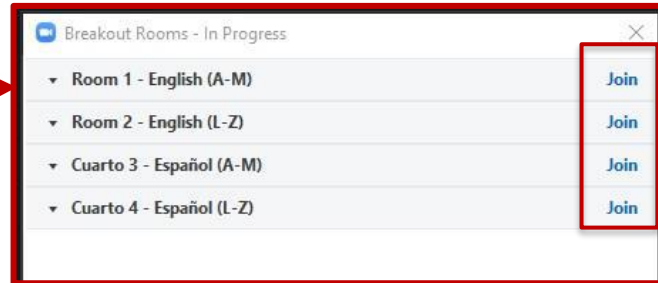 Breakout Rooms - In Progress
Room 1 - English (A-M) Join
Room 2 - English (L-Z) Join
Cuarto 3 - Español (A-M) Join
Cuarto 4 - Español (L-Z) Join